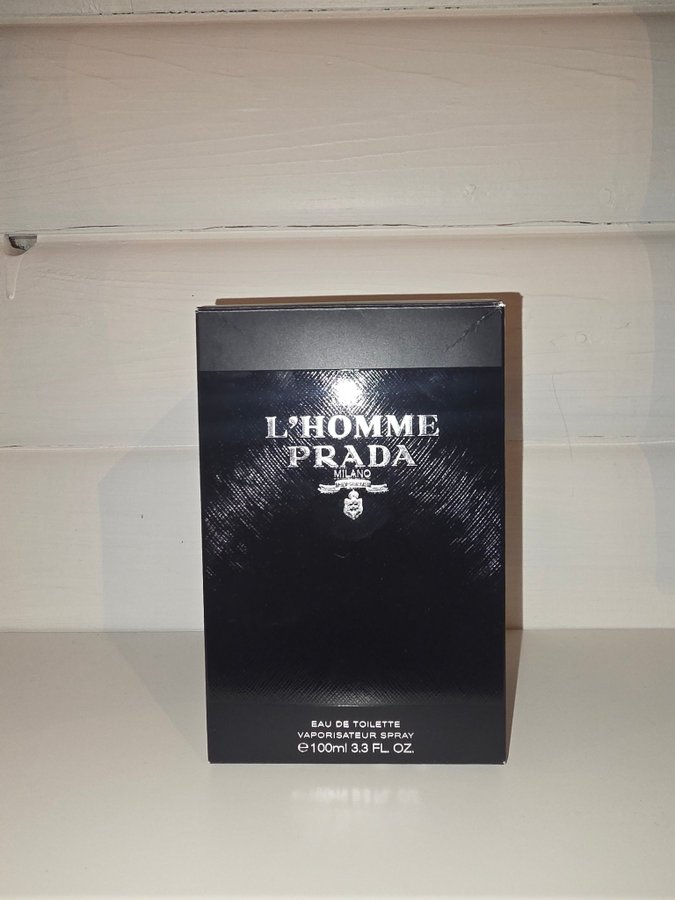 L'HOMME
PRADA
MILANO
EAU DE TOILETTE
VAPORISATEUR SPRAY
℮100ml 3.3 FL. OZ.